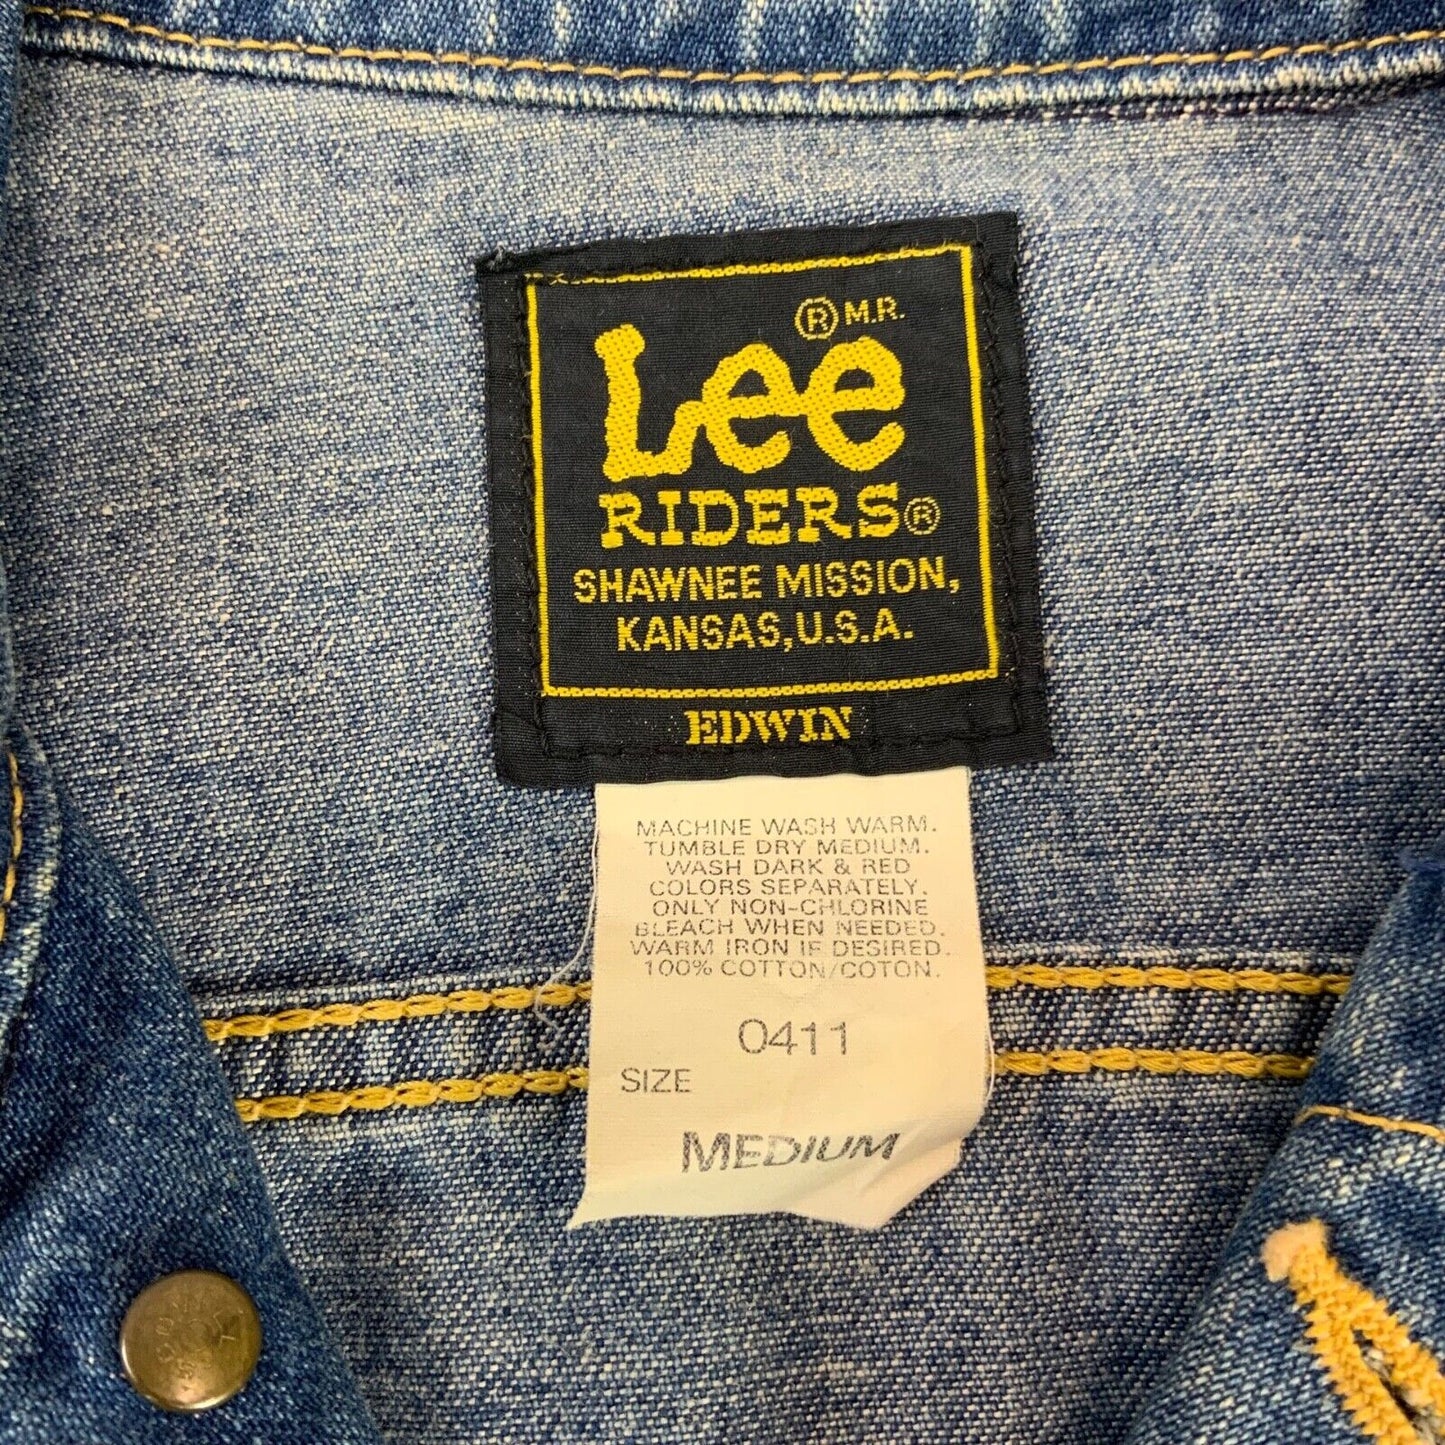 ® M.R.
Lee
RIDERS®
SHAWNEE MISSION,
KANSAS, U.S.A.
EDWIN
MACHINE WASH WARM.
TUMBLE DRY MEDIUM.
WASH DARK & RED
COLORS SEPARATELY.
ONLY NON-CHLORINE
BLEACH WHEN NEEDED.
WARM IRON IF DESIRED.
100% COTTON/COTON.
0411
SIZE
MEDIUM